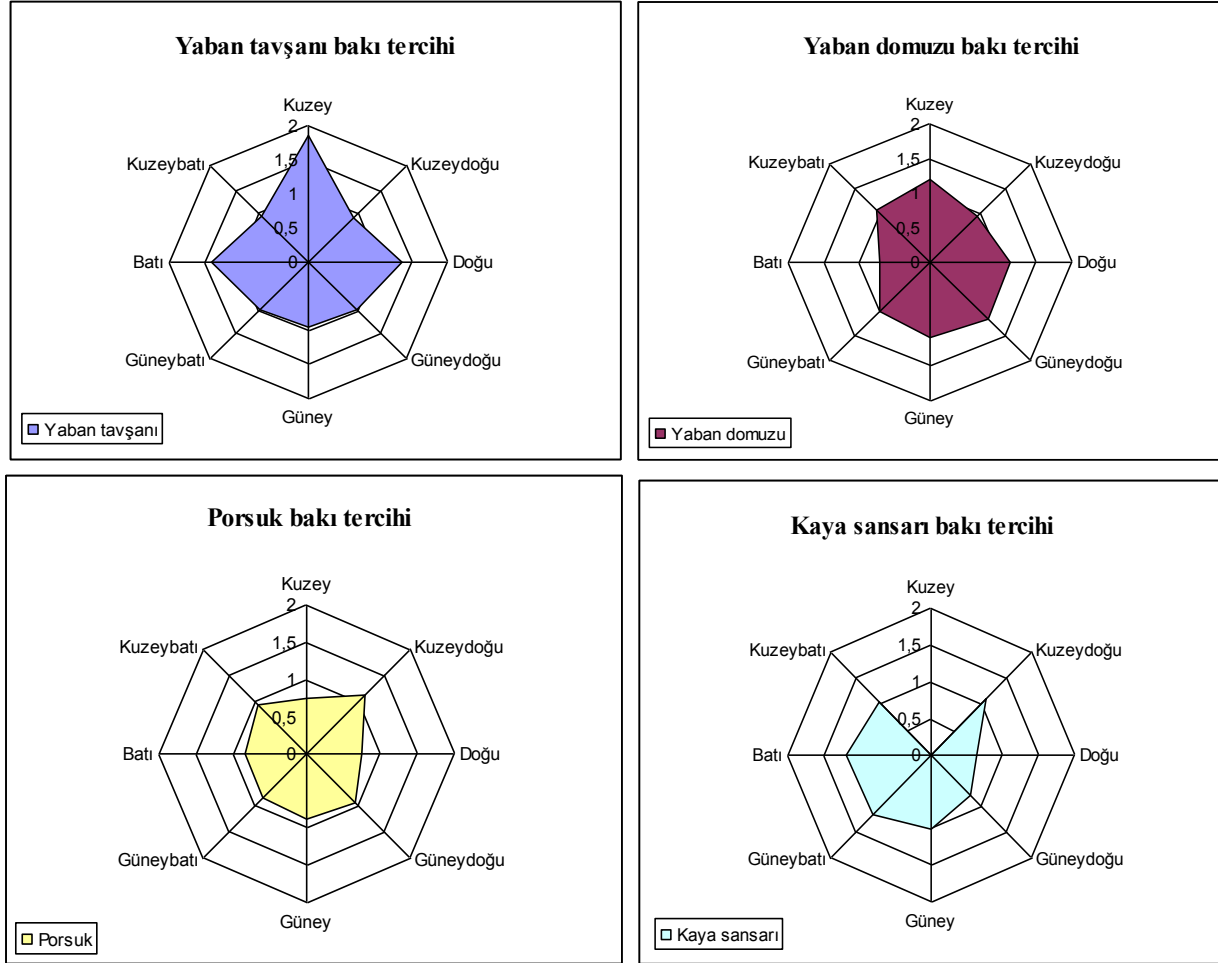 Yaban tavşanı bakı tercihi
Kuzey
2
Kuzeybatı
Kuzeydoğu
1,5
1
0,5
Batı
0
Doğu
Güneybatı
Güneydoğu
Güney
Yaban tavşanı
Yaban domuzu bakı tercihi
Kuzey
2
Kuzeybatı
Kuzeydoğu
1,5
1
0,5
Batı
0
Doğu
Güneybatı
Güneydoğu
Güney
Yaban domuzu
Porsuk bakı tercihi
Kuzey
2
Kuzeybatı
Kuzeydoğu
1,5
1
0,5
Batı
0
Doğu
Güneybatı
Güneydoğu
Güney
Porsuk
Kaya sansarı bakı tercihi
Kuzey
2
Kuzeybatı
Kuzeydoğu
1,5
1
0,5
Batı
0
Doğu
Güneybatı
Güneydoğu
Güney
Kaya sansarı